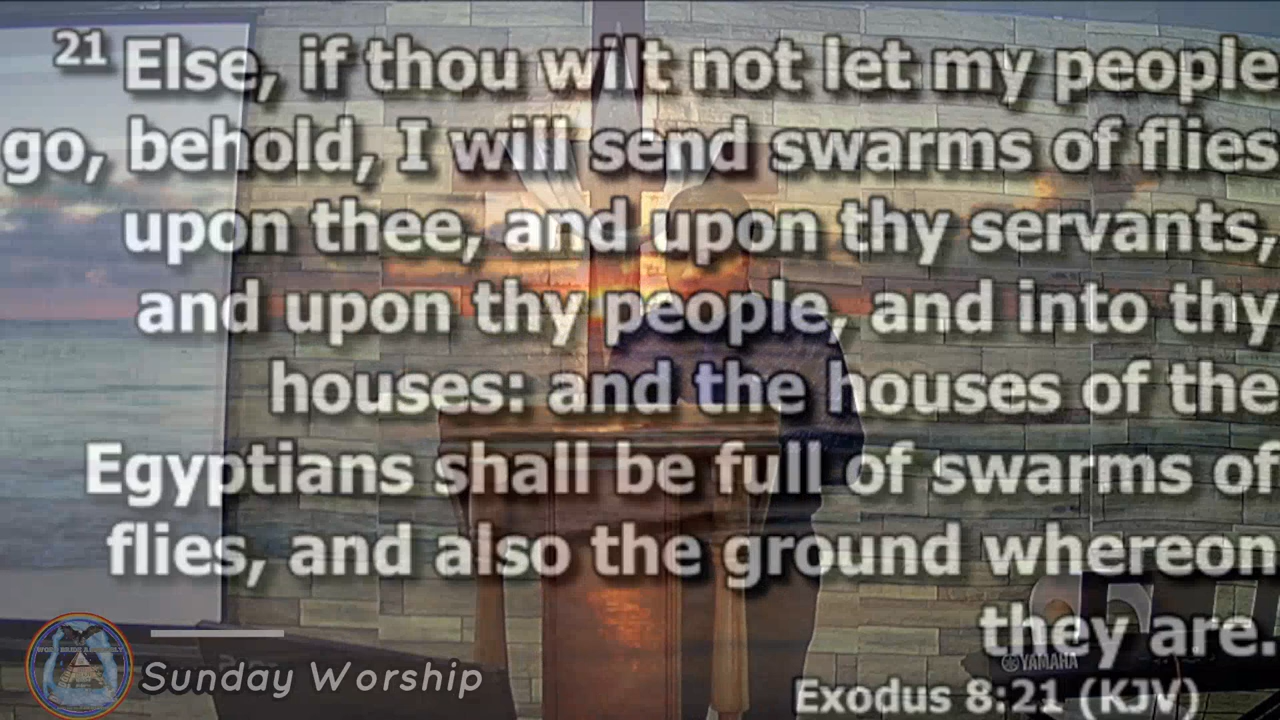 21 Else, if thou wilt not let my people
go, behold, I will send swarms of flies
upon thee, and upon thy servants,
and upon thy people, and into thy
houses: and the houses of the
Egyptians shall be full of swarms of
flies, and also the ground whereon
they are.
YAMAHA
Exodus 8:21 (KJV)
Sunday Worship